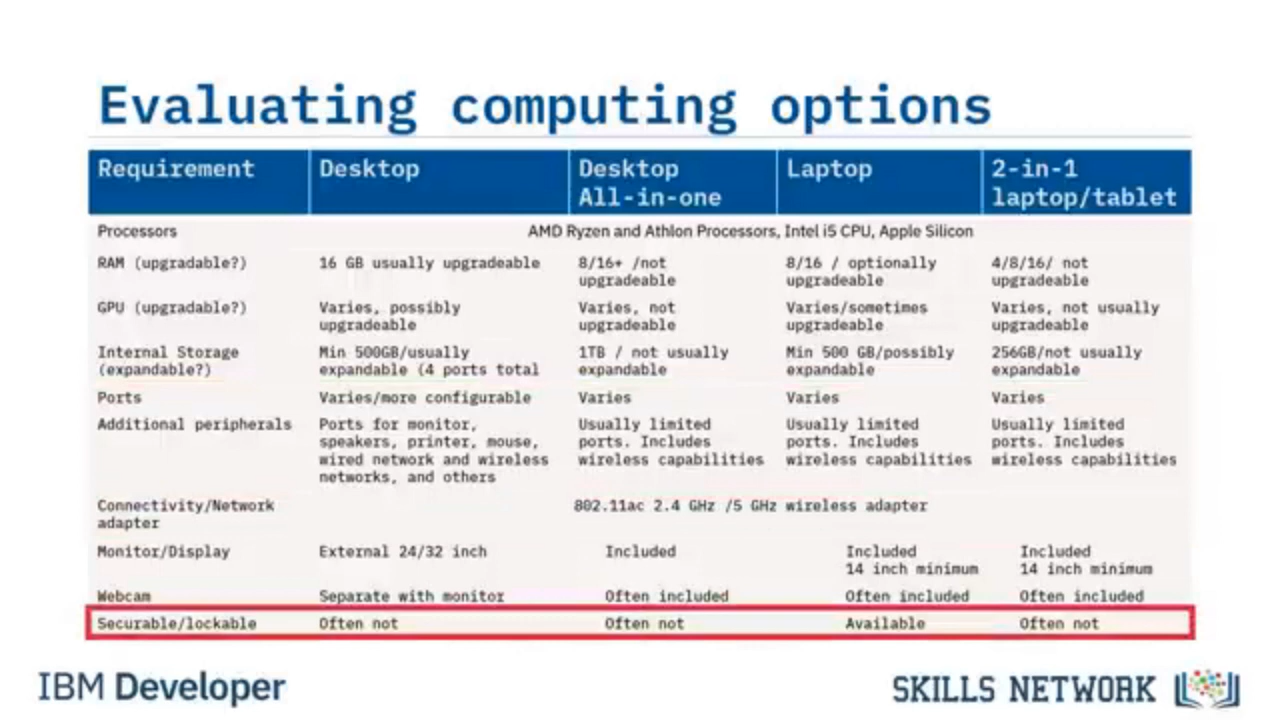 Evaluating computing options
Requirement
Desktop
Desktop
All-in-one
Laptop
2-in-1
laptop/tablet
Processors
AMD Ryzen and Athlon Processors, Intel i5 CPU, Apple Silicon
RAM (upgradable?)
16 GB usually upgradeable
8/16+ /not
upgradeable
8/16 / optionally
upgradeable
4/8/16/ not
upgradeable
GPU (upgradable?)
Varies, possibly
upgradeable
Varies, not
upgradeable
Varies/sometimes
upgradeable
Varies, not usually
upgradeable
Internal Storage
(expandable?)
Min 500GB/usually
expandable (4 ports total
1TB / not usually
expandable
Min 500 GB/possibly
expandable
256GB/not usually
expandable
Ports
Varies/more configurable
Varies
Varies
Varies
Additional peripherals
Ports for monitor,
speakers, printer, mouse,
wired network and wireless
networks, and others
Usually limited
ports. Includes
wireless capabilities
Usually limited
ports. Includes
wireless capabilities
Usually limited
ports. Includes
wireless capabilities
Connectivity/Network
adapter
802.11ac 2.4 GHz /5 GHz wireless adapter
Monitor/Display
External 24/32 inch
Included
Included
14 inch minimum
Included
14 inch minimum
Webcam
Separate with monitor
Often included
Often included
Often included
Securable/lockable
Often not
Often not
Available
Often not
IBM Developer
SKILLS NETWORK